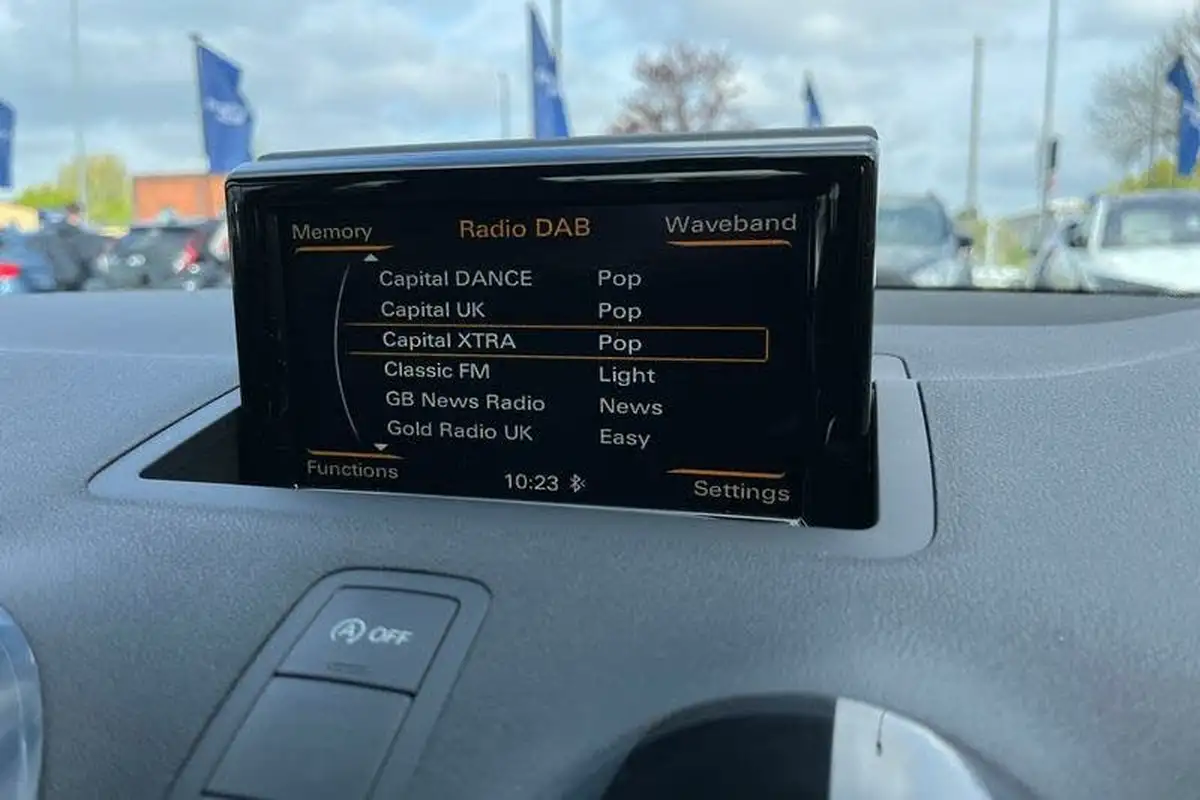 Memory Radio DAB Waveband
Capital DANCE Pop
Capital UK Pop
Capital XTRA Pop
Classic FM Light
GB News Radio News
Gold Radio UK Easy
Functions 10:23 Settings
A OFF